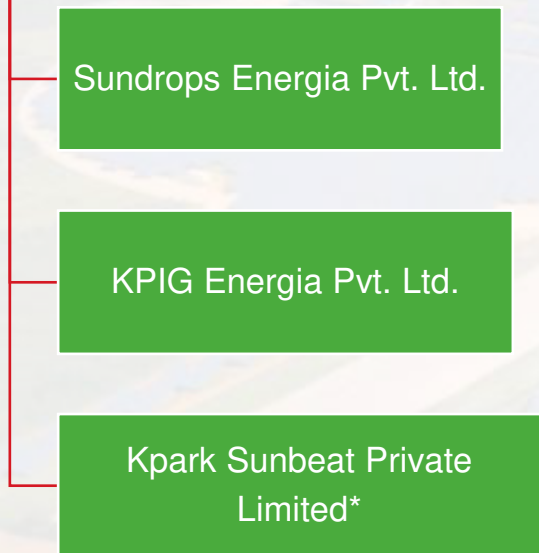 Sundrops Energia Pvt. Ltd.
KPIG Energia Pvt. Ltd.
Kpark Sunbeat Private
Limited*